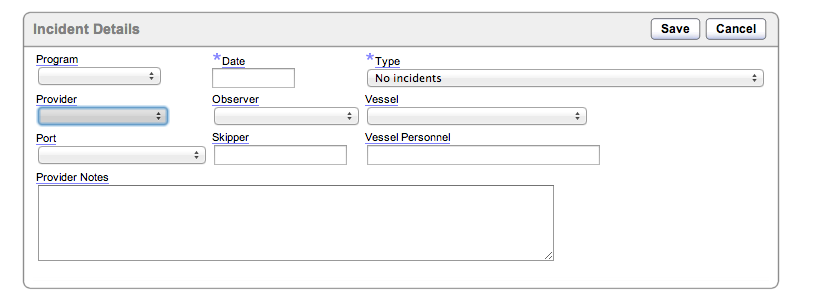 Incident Details Save Cancel
Program *Date *Type
No incidents
Provider Observer Vessel
Port Skipper Vessel Personnel
Provider Notes